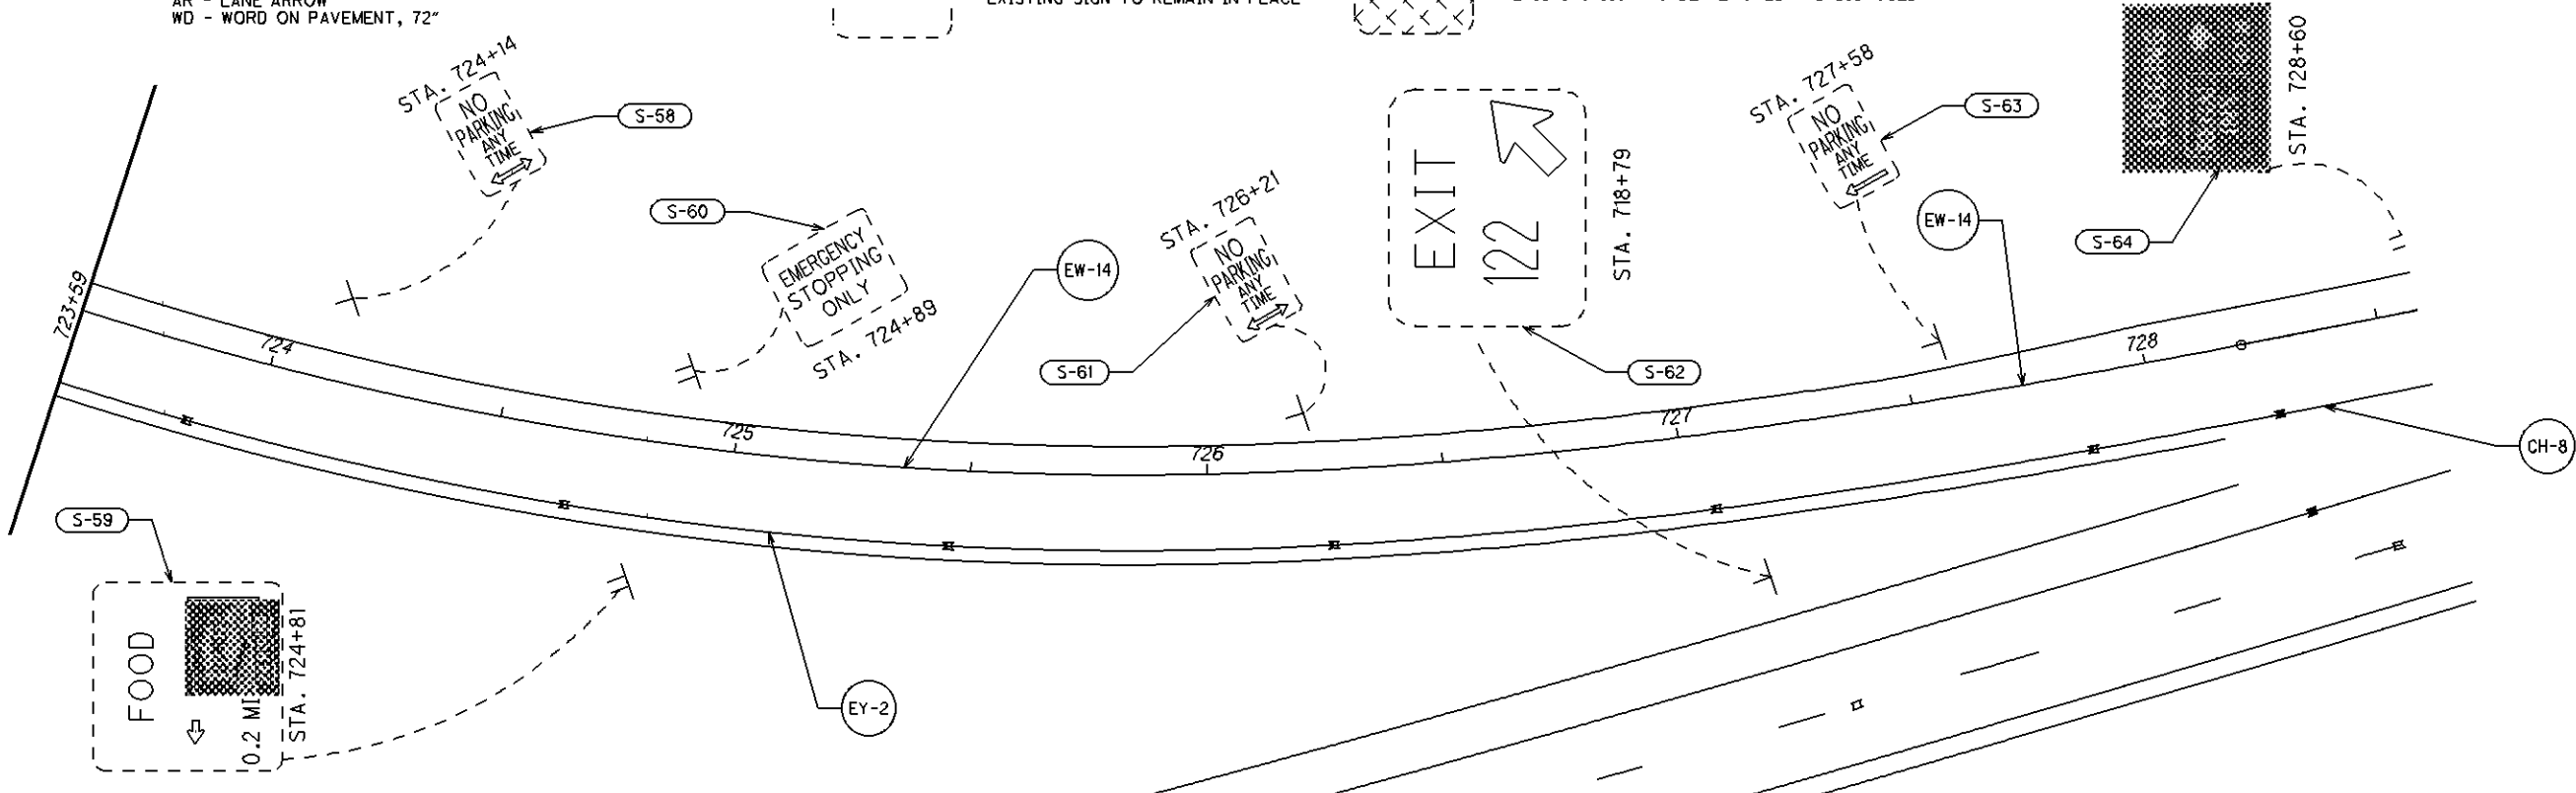 AR - LANE ARROW
WD - WORD ON PAVEMENT, 72"
EXISTING SIGN TO REMAIN IN PLACE
STA. 724+14
NO
PARKING
ANY
TIME
S-58
S-60
EMERGENCY
STOPPING
ONLY
STA. 724+89
EW-14
STA. 726+21
NO
PARKING
ANY
TIME
S-61
EXIT
122
STA. 718+79
S-62
STA. 727+58
NO
PARKING
ANY
TIME
S-63
EW-14
S-64
STA. 728+60
723+59
724
725
726
727
728
CH-8
S-59
FOOD
0.2 MI
STA. 724+81
EY-2